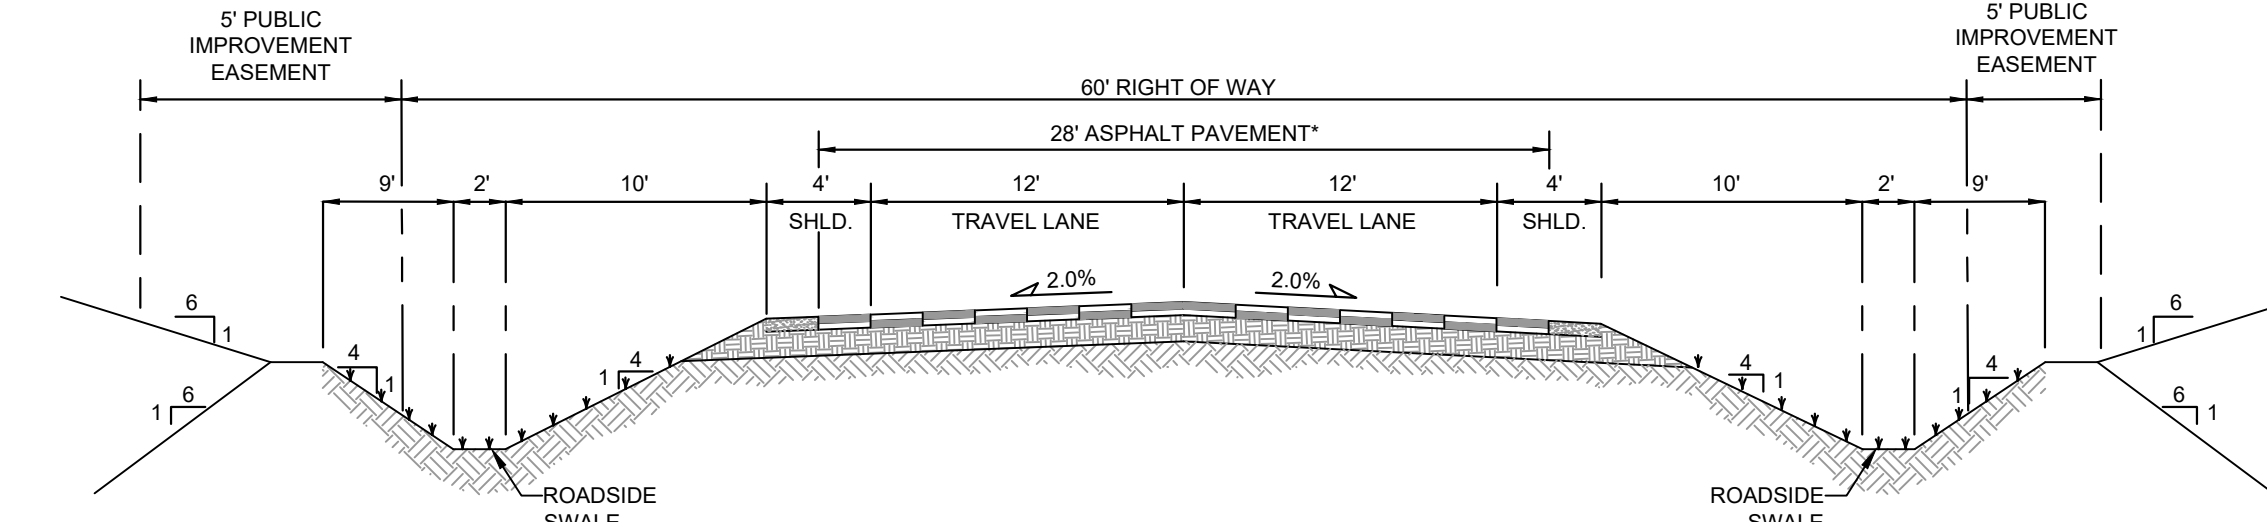 5' PUBLIC
IMPROVEMENT
EASEMENT
5' PUBLIC
IMPROVEMENT
EASEMENT
60' RIGHT OF WAY
28' ASPHALT PAVEMENT*
9' 2' 10' 4' 12' 12' 4' 10' 2' 9'
SHLD. TRAVEL LANE TRAVEL LANE SHLD.
2.0% 2.0%
6
1
6
1
4
1
4
1
4
1
4
1
6
1
6
1
ROADSIDE
SWALE
ROADSIDE
SWALE